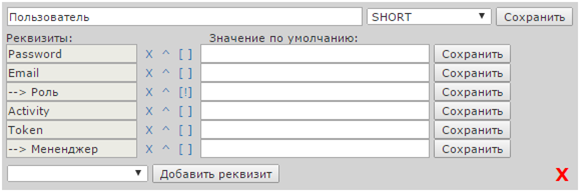 Пользователь SHORT Сохранить
Реквизиты: Значение по умолчанию:
Password X ^ [ ] Сохранить
Email X ^ [ ] Сохранить
--> Роль X ^ [!] Сохранить
Activity X ^ [ ] Сохранить
Token X ^ [ ] Сохранить
--> Мененджер X ^ [ ] Сохранить
Добавить реквизит X